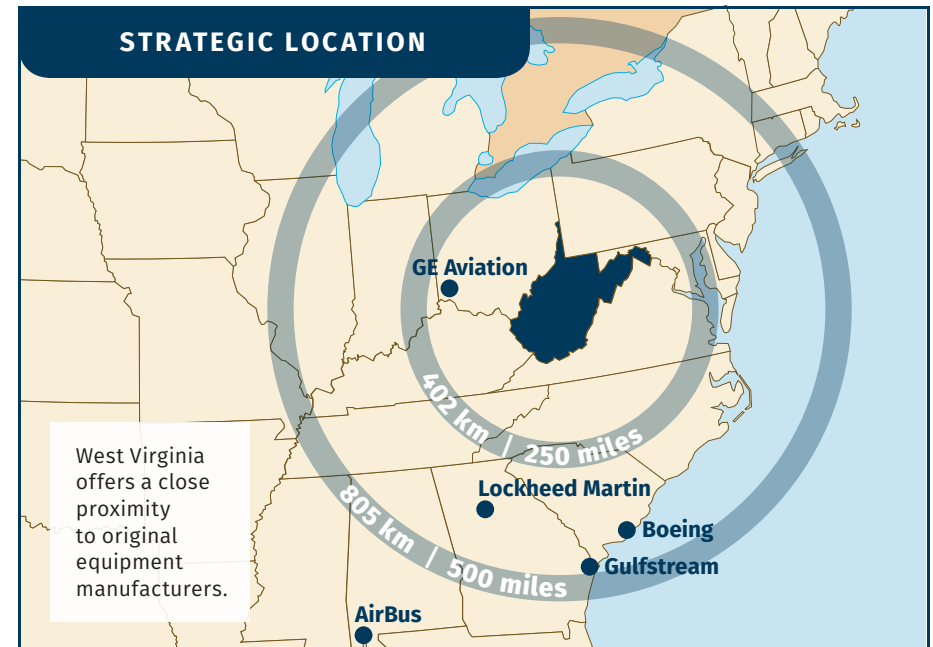 STRATEGIC LOCATION
GE Aviation
402 km | 250 miles
West Virginia
offers a close
proximity
to original
equipment
manufacturers.
Lockheed Martin
805 km | 500 miles
Boeing
Gulfstream
AirBus